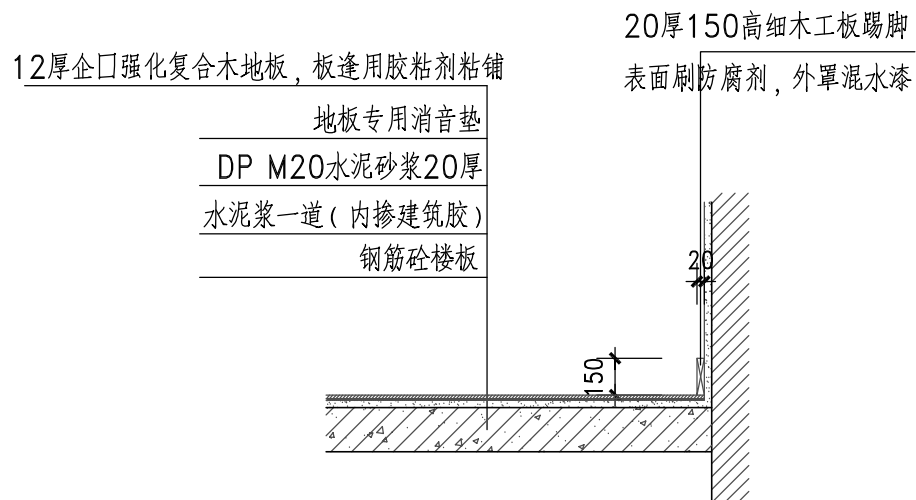 20厚150高细木工板踢脚
12厚企口强化复合木地板，板逢用胶粘剂粘铺
表面刷防腐剂，外罩混水漆
地板专用消音垫
DP M20水泥砂浆20厚
水泥浆一道(内掺建筑胶)
钢筋砼楼板
20
150